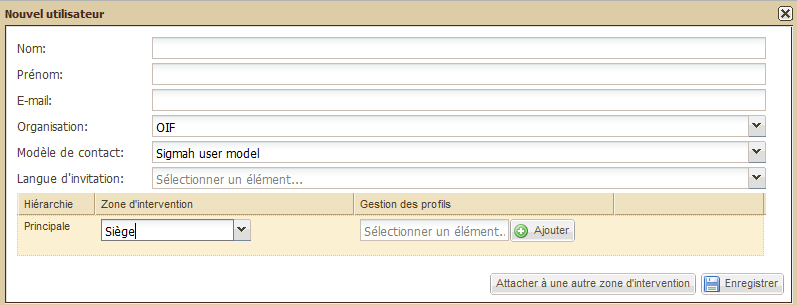 Nouvel utilisateur
Nom:
Prénom:
E-mail:
Organisation: OIF
Modèle de contact: Sigmah user model
Langue d'invitation: Sélectionner un élément...
Hiérarchie Zone d'intervention Gestion des profils
Principale Siège Sélectionner un élément.. Ajouter
Attacher à une autre zone d'intervention Enregistrer